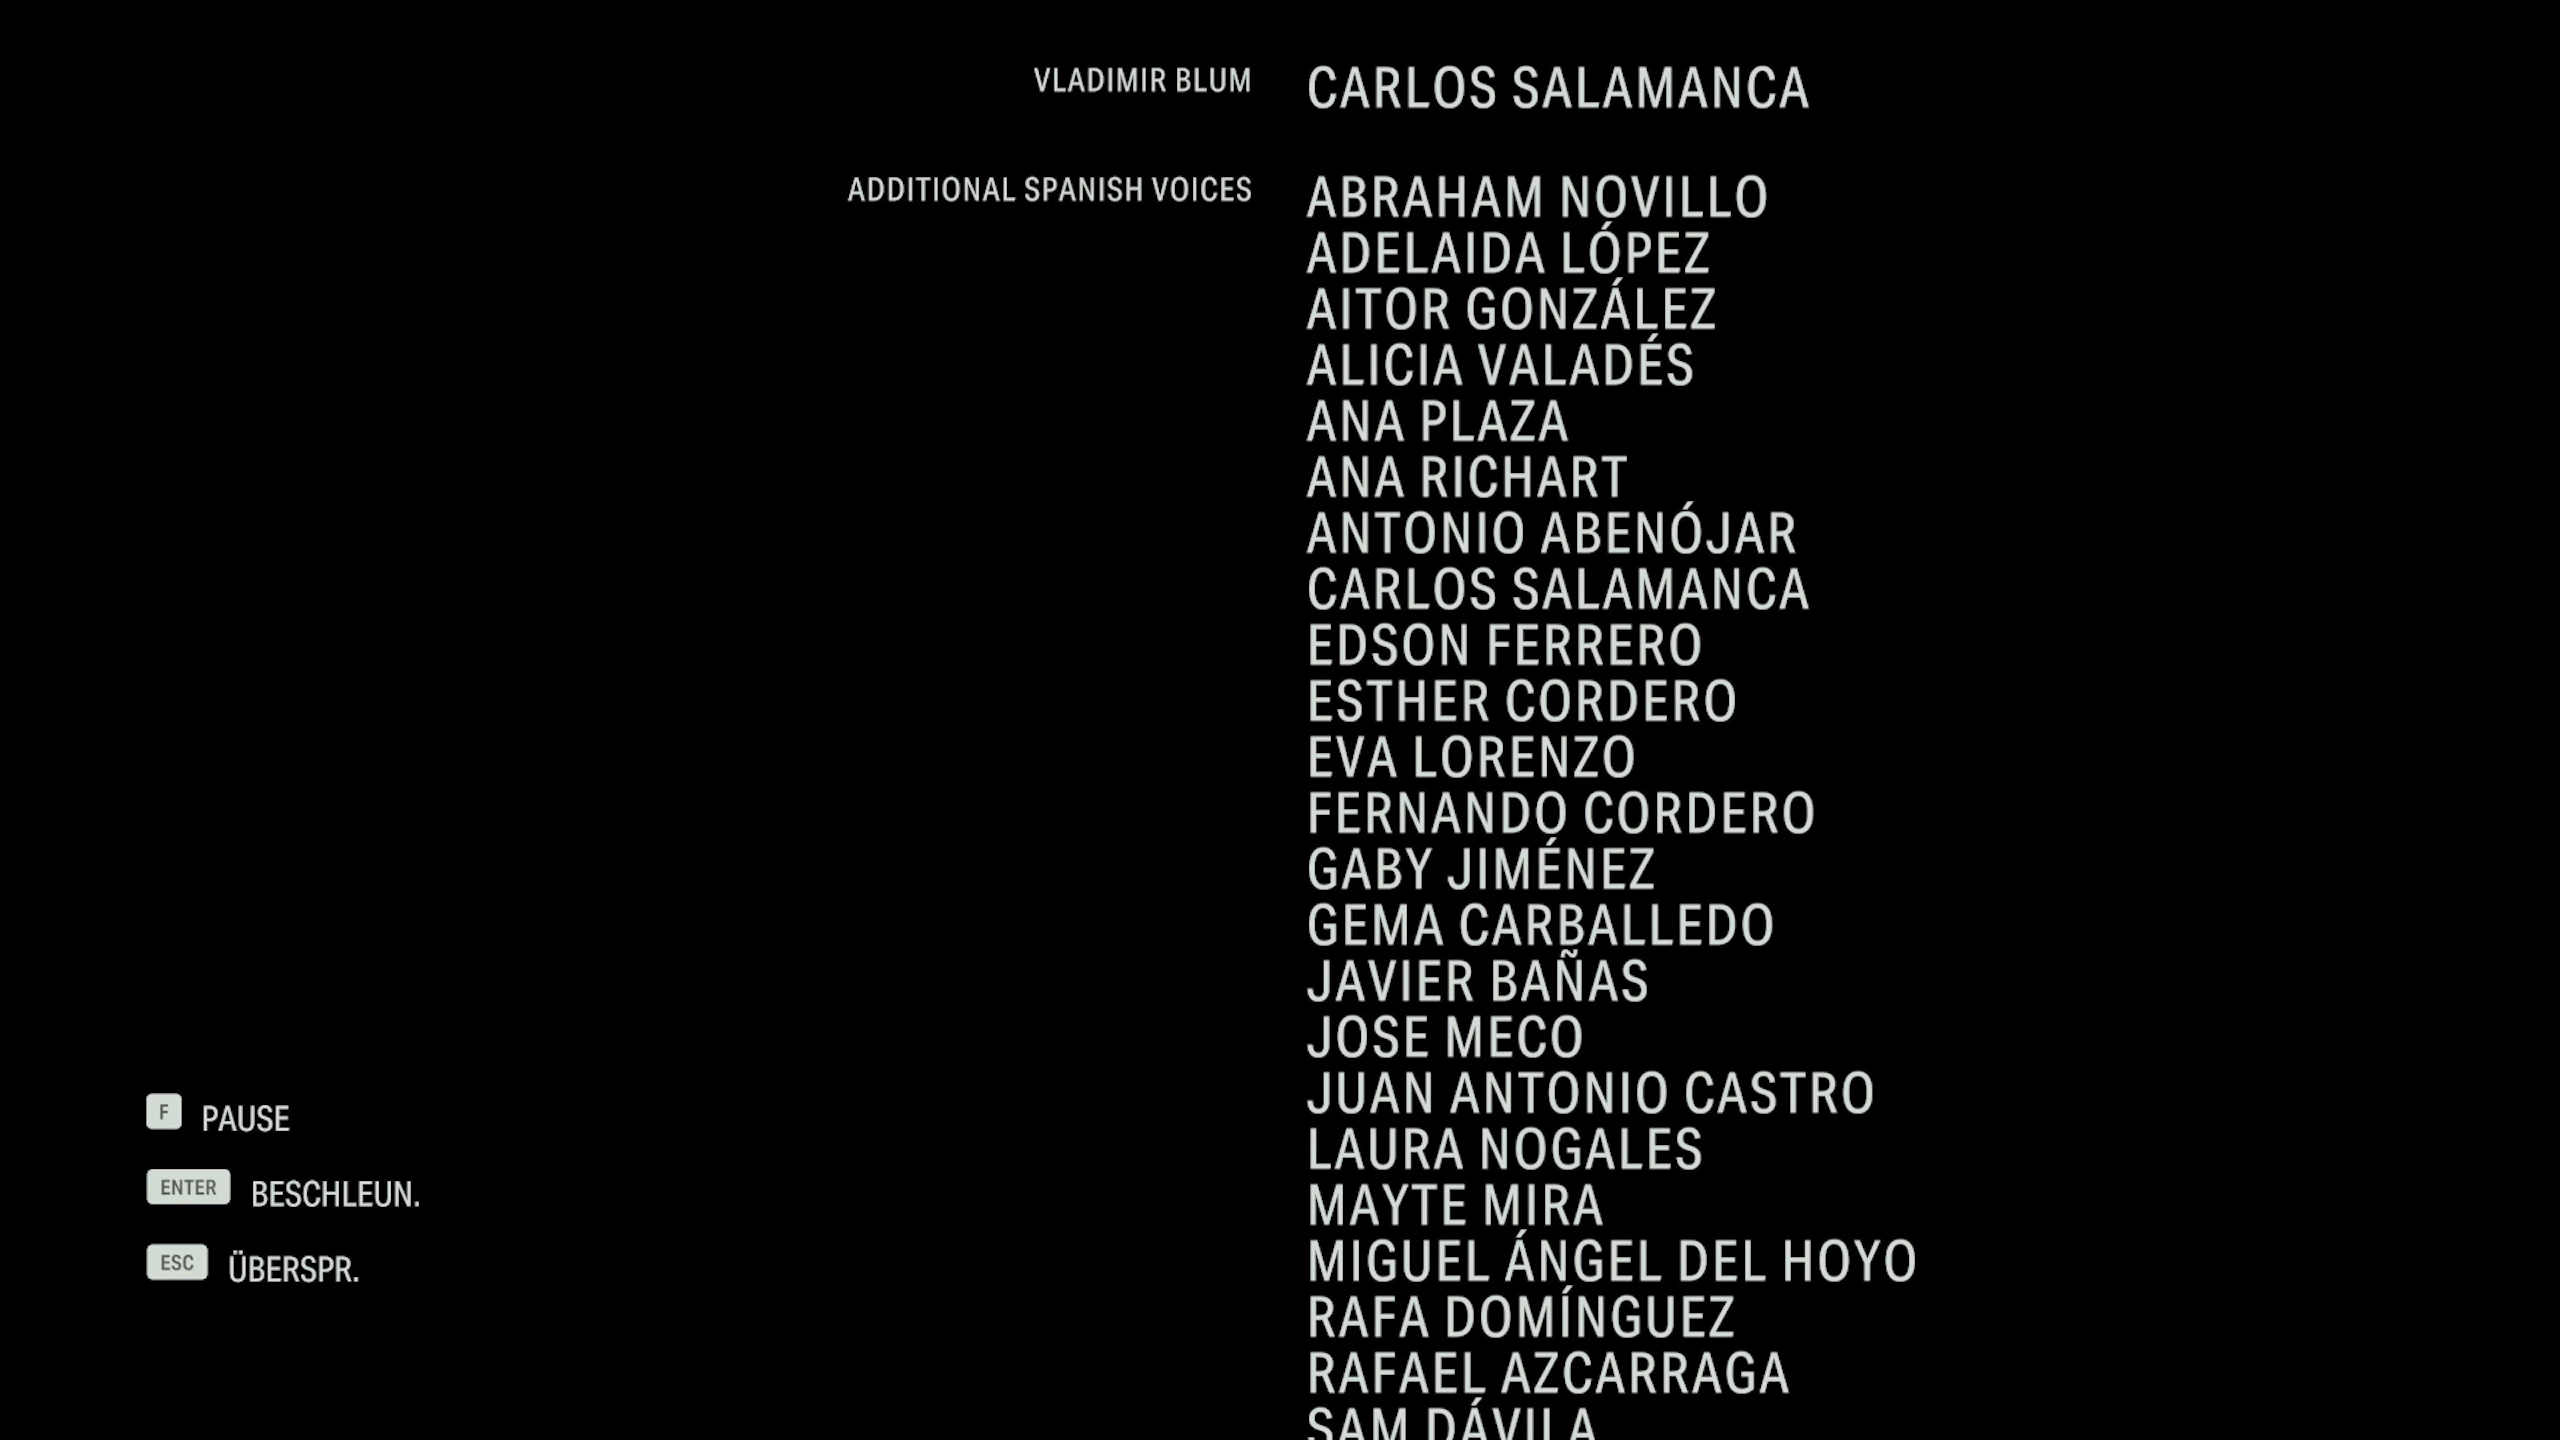 VLADIMIR BLUM CARLOS SALAMANCA
ADDITIONAL SPANISH VOICES ABRAHAM NOVILLO
ADELAIDA LÓPEZ
AITOR GONZÁLEZ
ALICIA VALADÉS
ANA PLAZA
ANA RICHART
ANTONIO ABENÓJAR
CARLOS SALAMANCA
EDSON FERRERO
ESTHER CORDERO
EVA LORENZO
FERNANDO CORDERO
GABY JIMÉNEZ
GEMA CARBALLEDO
JAVIER BAÑAS
JOSE MECO
JUAN ANTONIO CASTRO
LAURA NOGALES
MAYTE MIRA
MIGUEL ÁNGEL DEL HOYO
RAFA DOMÍNGUEZ
RAFAEL AZCARRAGA
SAM DÁVILA
F PAUSE
ENTER BESCHLEUN.
ESC ÜBERSPR.